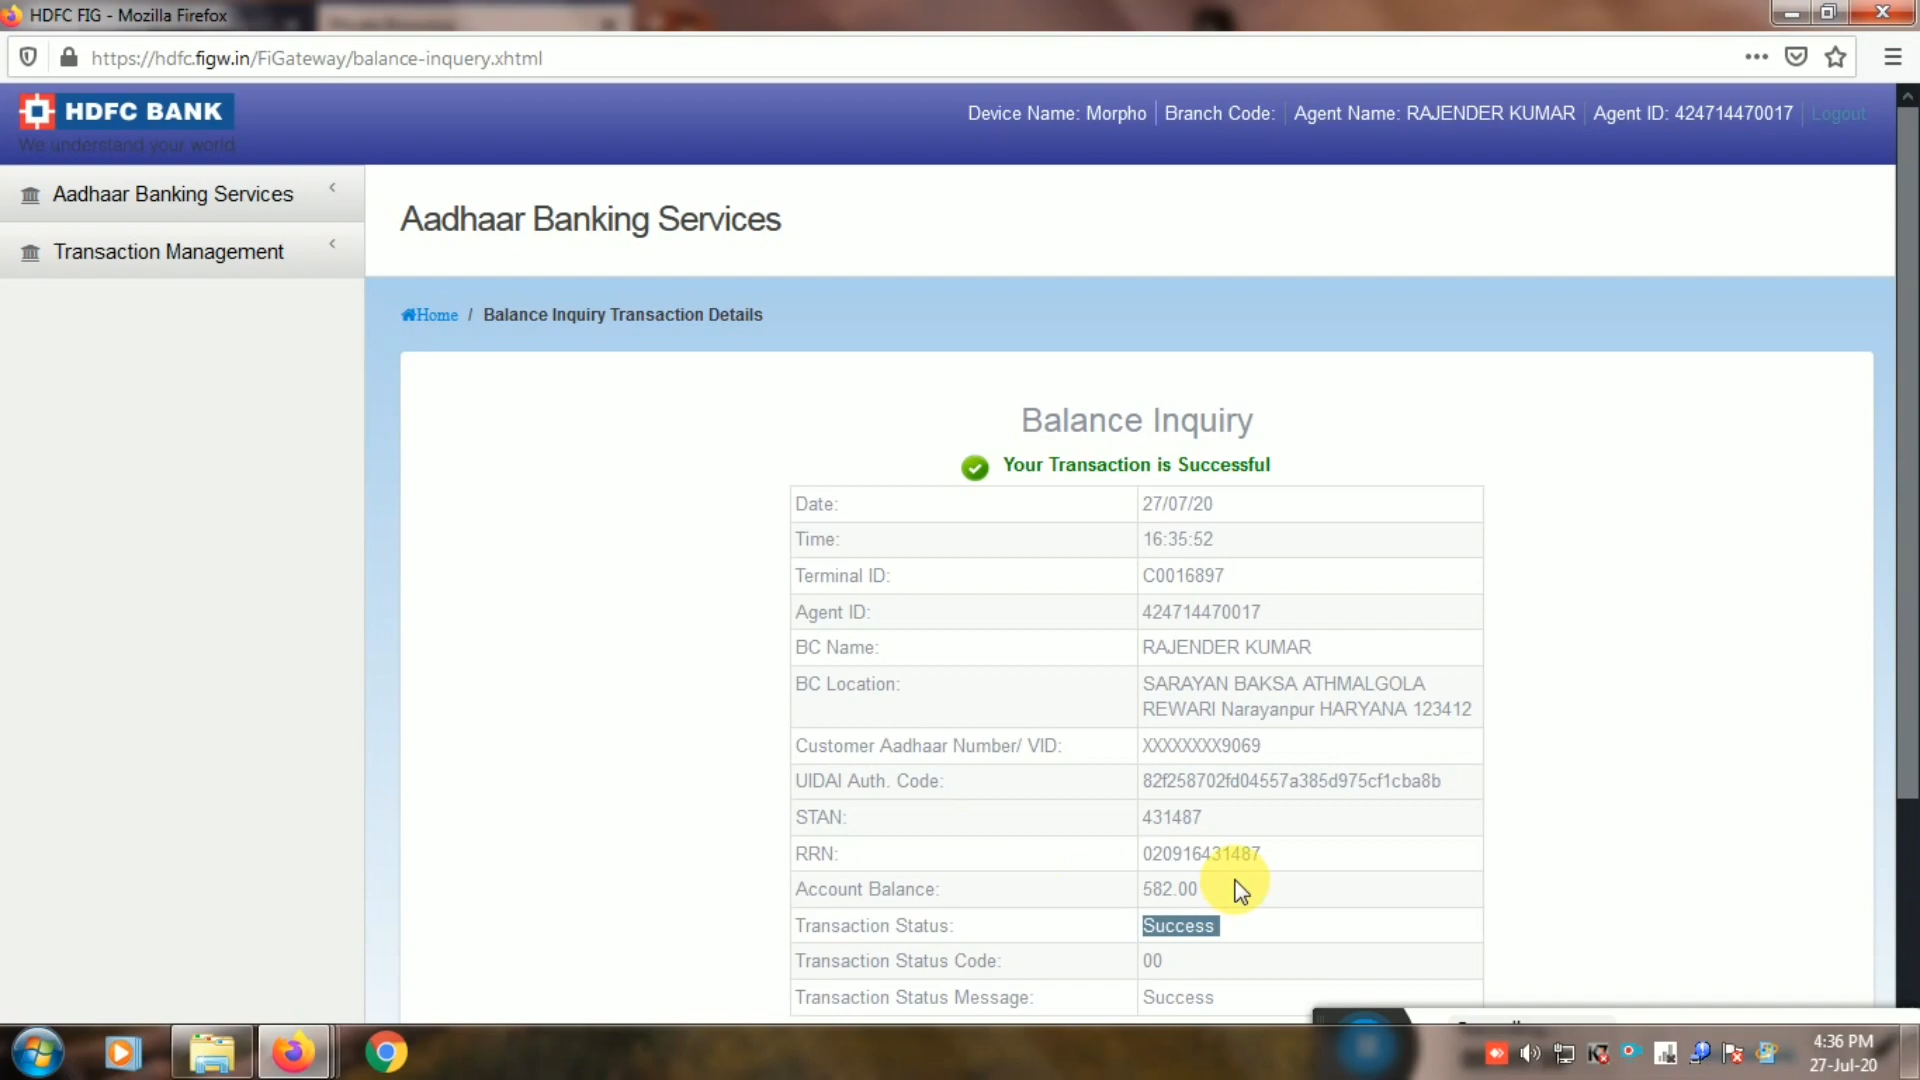 HDFC FIG - Mozilla Firefox
https://hdfc.figw.in/FiGateway/balance-inquery.xhtml
HDFC BANK
We understand your world
Device Name: Morpho Branch Code: Agent Name: RAJENDER KUMAR Agent ID: 424714470017 Logout
Aadhaar Banking Services
Transaction Management
Aadhaar Banking Services
Home / Balance Inquiry Transaction Details
Balance Inquiry
Your Transaction is Successful
Date: 27/07/20
Time: 16:35:52
Terminal ID: C0016897
Agent ID: 424714470017
BC Name: RAJENDER KUMAR
BC Location: SARAYAN BAKSA ATHMALGOLA
REWARI Narayanpur HARYANA 123412
Customer Aadhaar Number/ VID: XXXXXXXX9069
UIDAI Auth. Code: 82f258702fd04557a385d975cf1cba8b
STAN: 431487
RRN: 020916431487
Account Balance: 582.00
Transaction Status: Success
Transaction Status Code: 00
Transaction Status Message: Success
4:36 PM
27-Jul-20